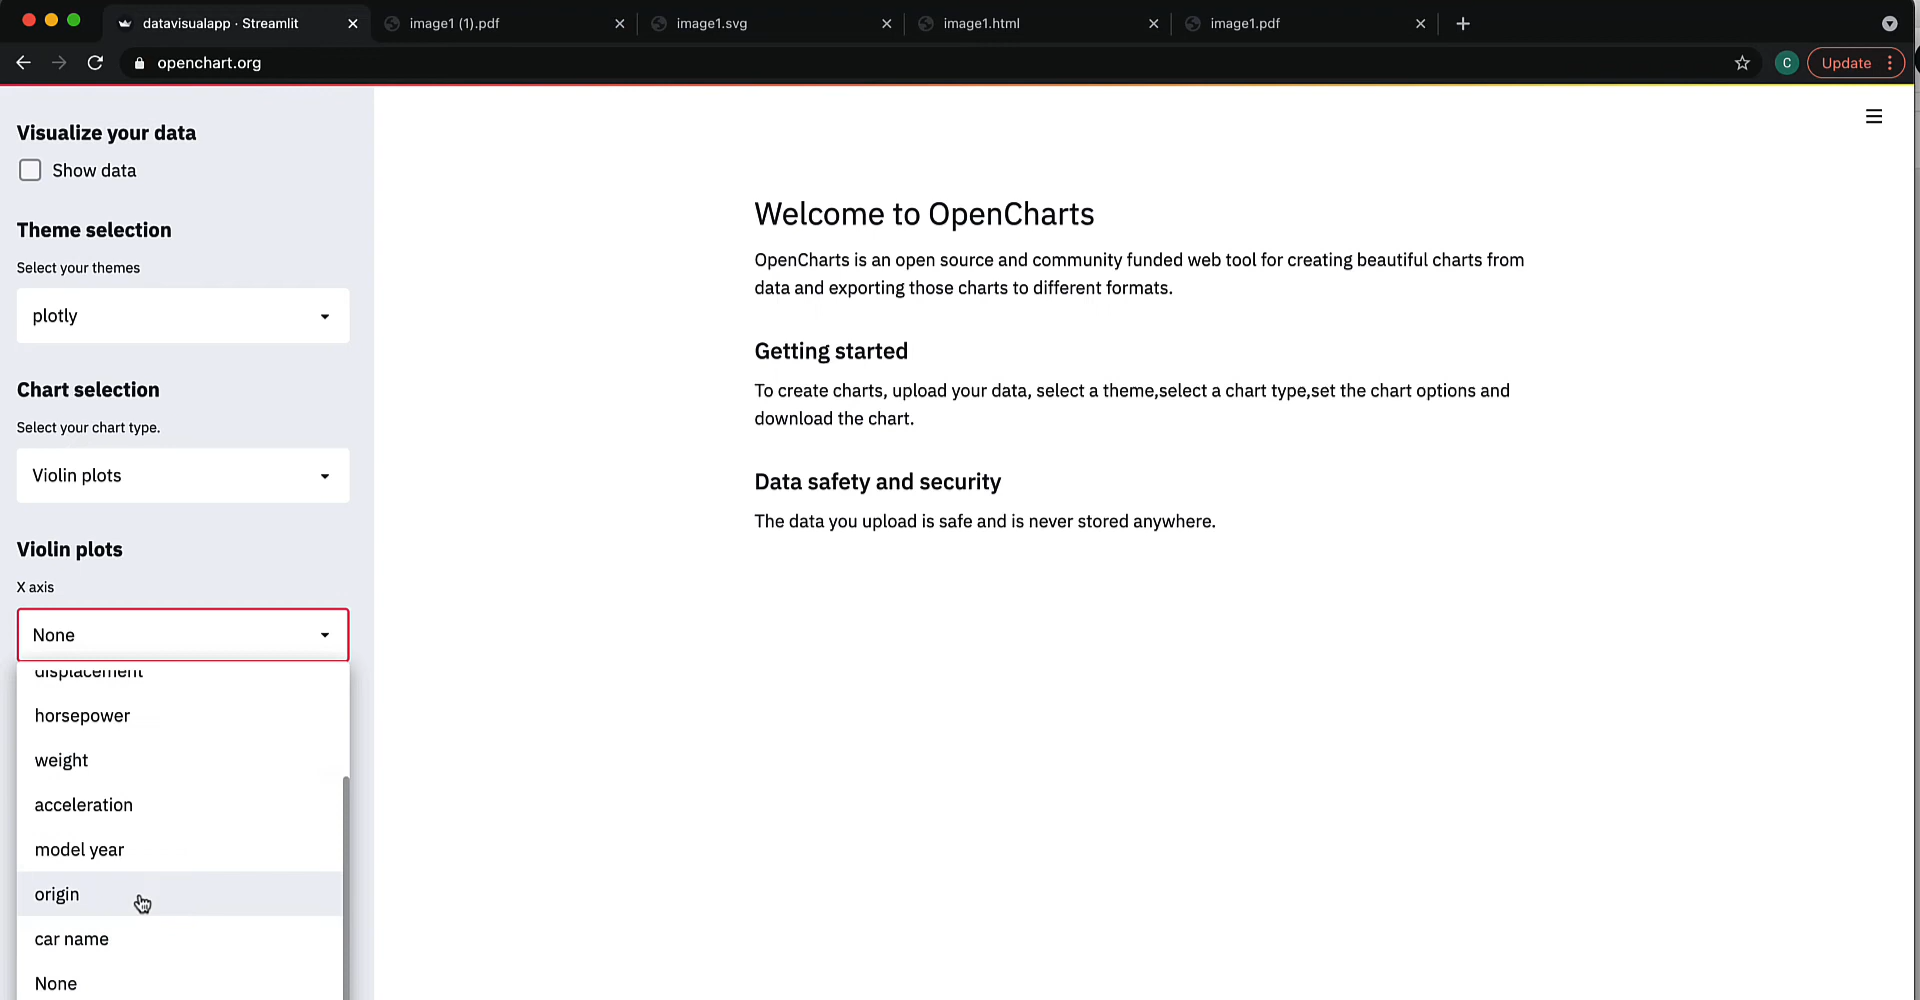 datavisualapp · Streamlit
image1 (1).pdf
image1.svg
image1.html
image1.pdf
openchart.org
C
Update
Visualize your data
Show data
Theme selection
Select your themes
plotly
Chart selection
Select your chart type.
Violin plots
Violin plots
X axis
None
displacement
horsepower
weight
acceleration
model year
origin
car name
None
Welcome to OpenCharts
OpenCharts is an open source and community funded web tool for creating beautiful charts from
data and exporting those charts to different formats.
Getting started
To create charts, upload your data, select a theme,select a chart type,set the chart options and
download the chart.
Data safety and security
The data you upload is safe and is never stored anywhere.